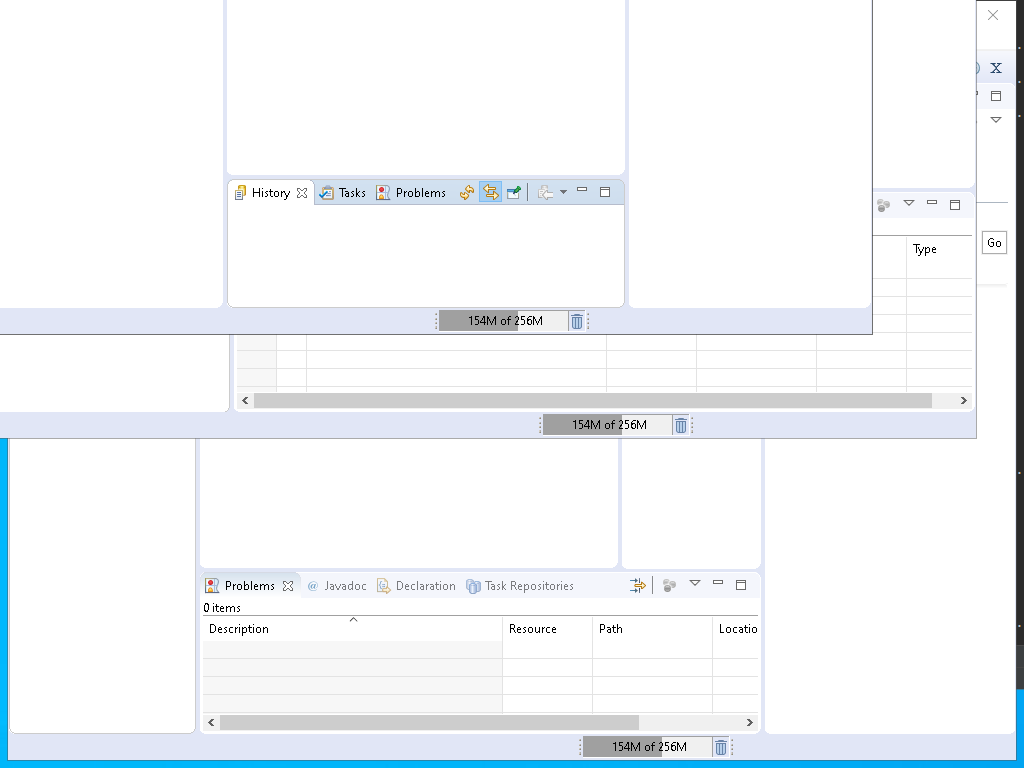 X
History Tasks Problems
Go
Type
154M of 256M
154M of 256M
Problems @ Javadoc Declaration Task Repositories
0 items
Description Resource Path Locatio
154M of 256M